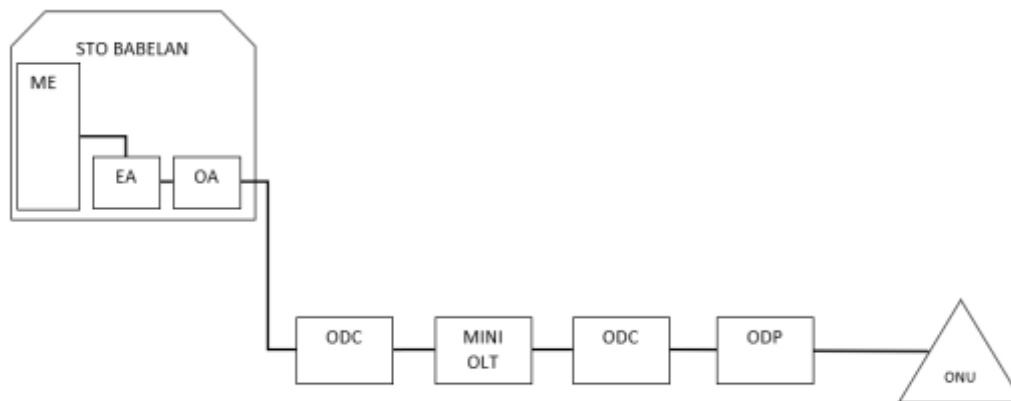 STO BABELAN
ME
EA
OA
ODC
MINI
OLT
ODC
ODP
ONU